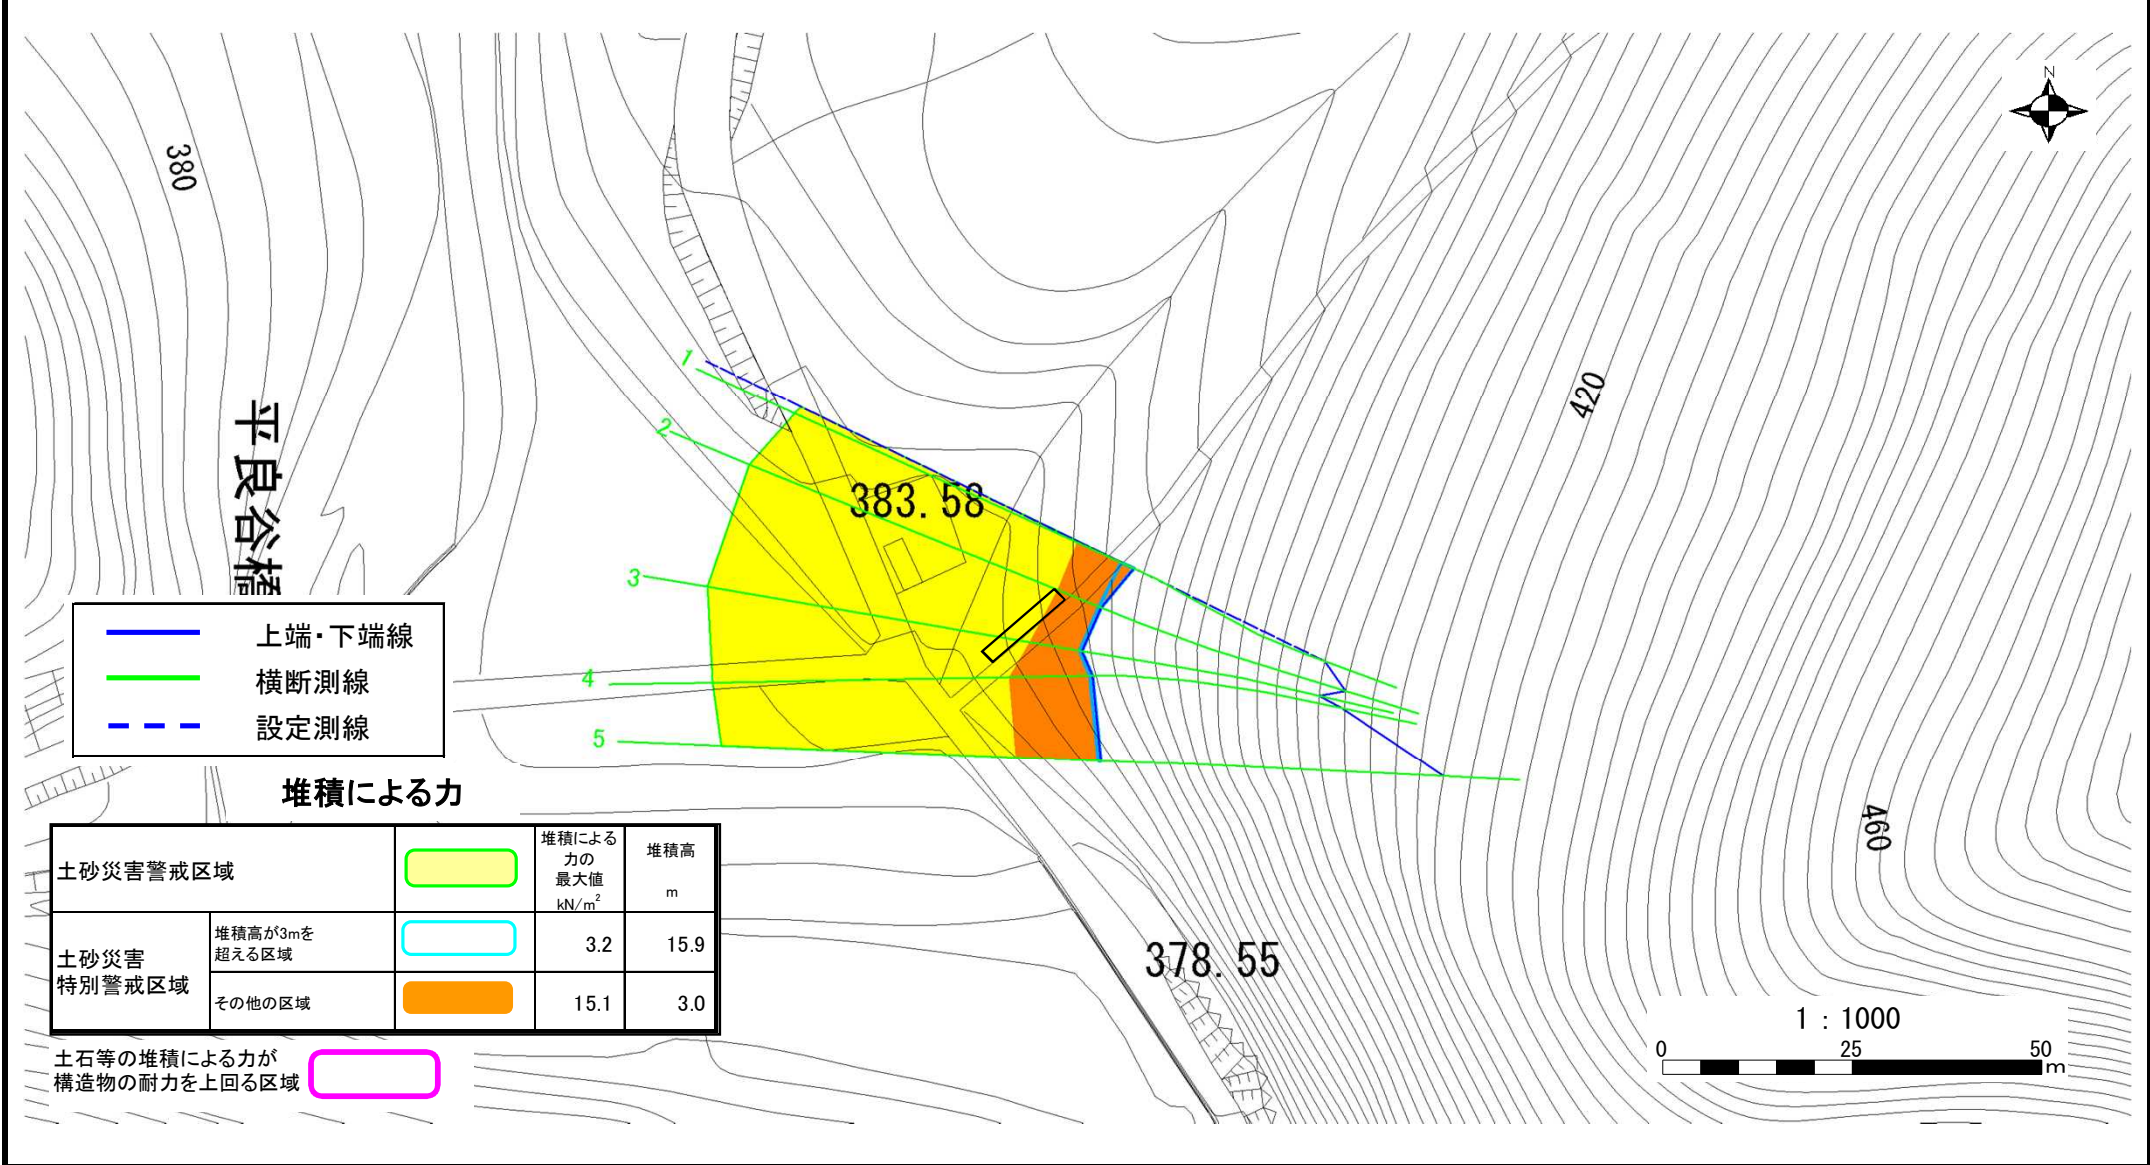 N
380
420
460
平良谷橋
383.58
378.55
1
2
3
4
5
上端・下端線
横断測線
設定測線
堆積による力
土砂災害警戒区域
堆積による
力の
最大値
kN/m²
堆積高
m
土砂災害
特別警戒区域
堆積高が3mを
超える区域
3.2
15.9
その他の区域
15.1
3.0
土石等の堆積による力が
構造物の耐力を上回る区域
1 : 1000
0 25 50
m